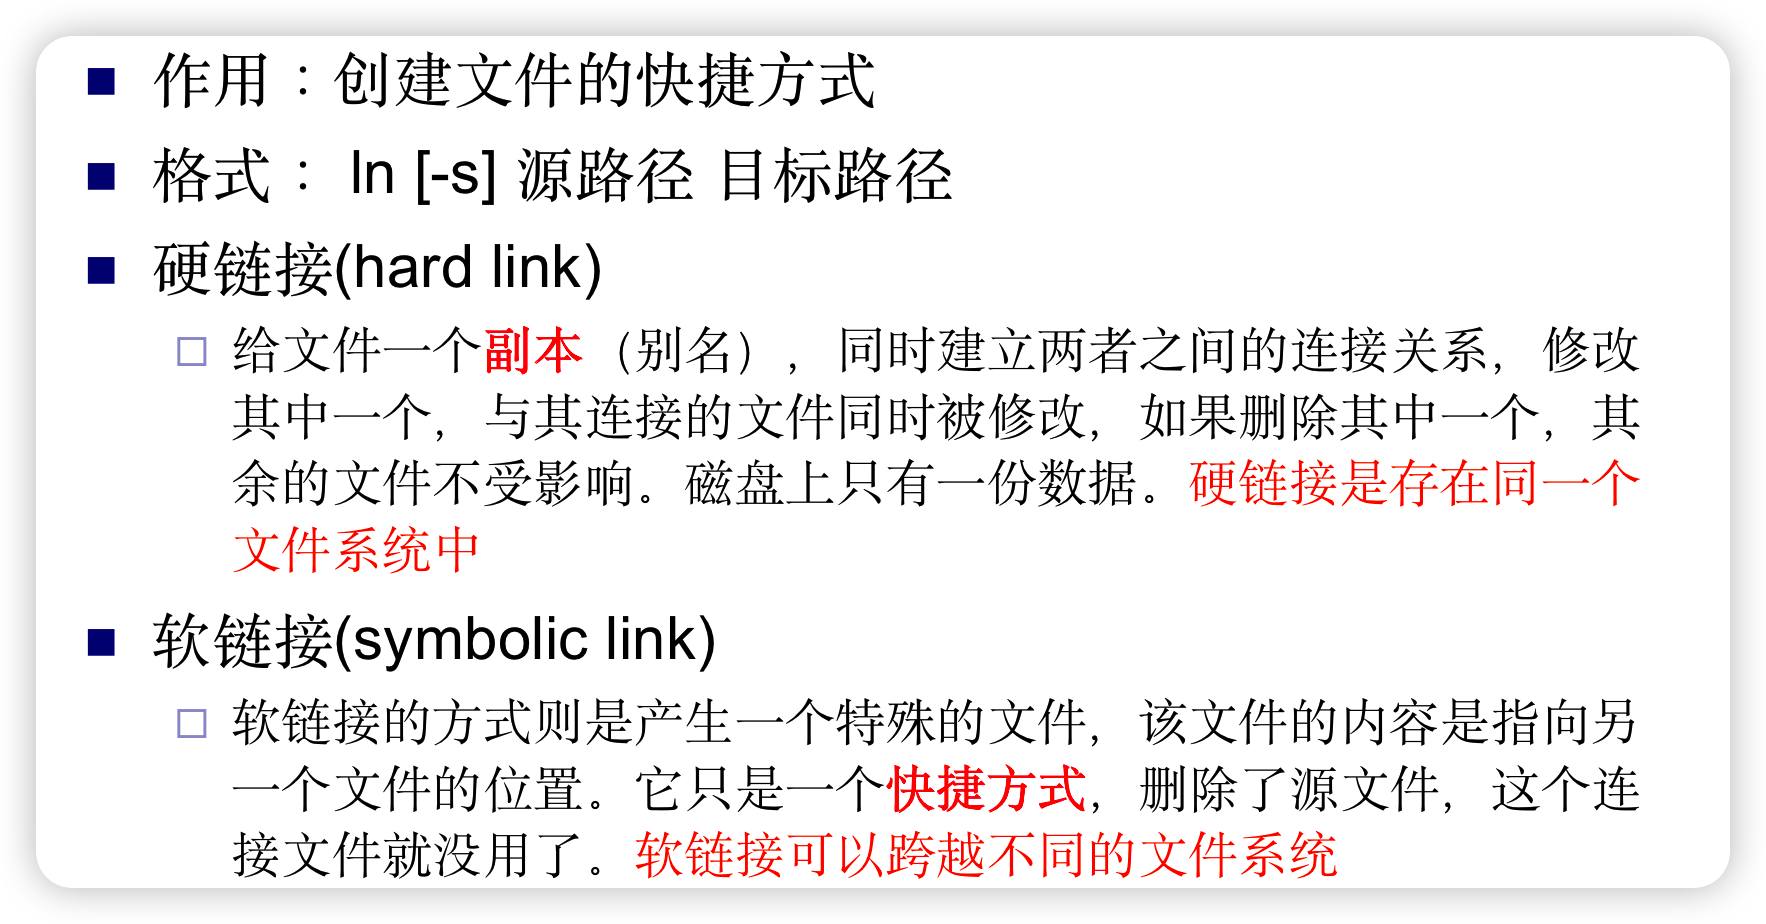 作用：创建文件的快捷方式
格式： ln [-s] 源路径 目标路径
硬链接(hard link)
给文件一个副本（别名），同时建立两者之间的连接关系，修改
其中一个，与其连接的文件同时被修改，如果删除其中一个，其
余的文件不受影响。磁盘上只有一份数据。硬链接是存在同一个
文件系统中
软链接(symbolic link)
软链接的方式则是产生一个特殊的文件，该文件的内容是指向另
一个文件的位置。它只是一个快捷方式，删除了源文件，这个连
接文件就没用了。软链接可以跨越不同的文件系统